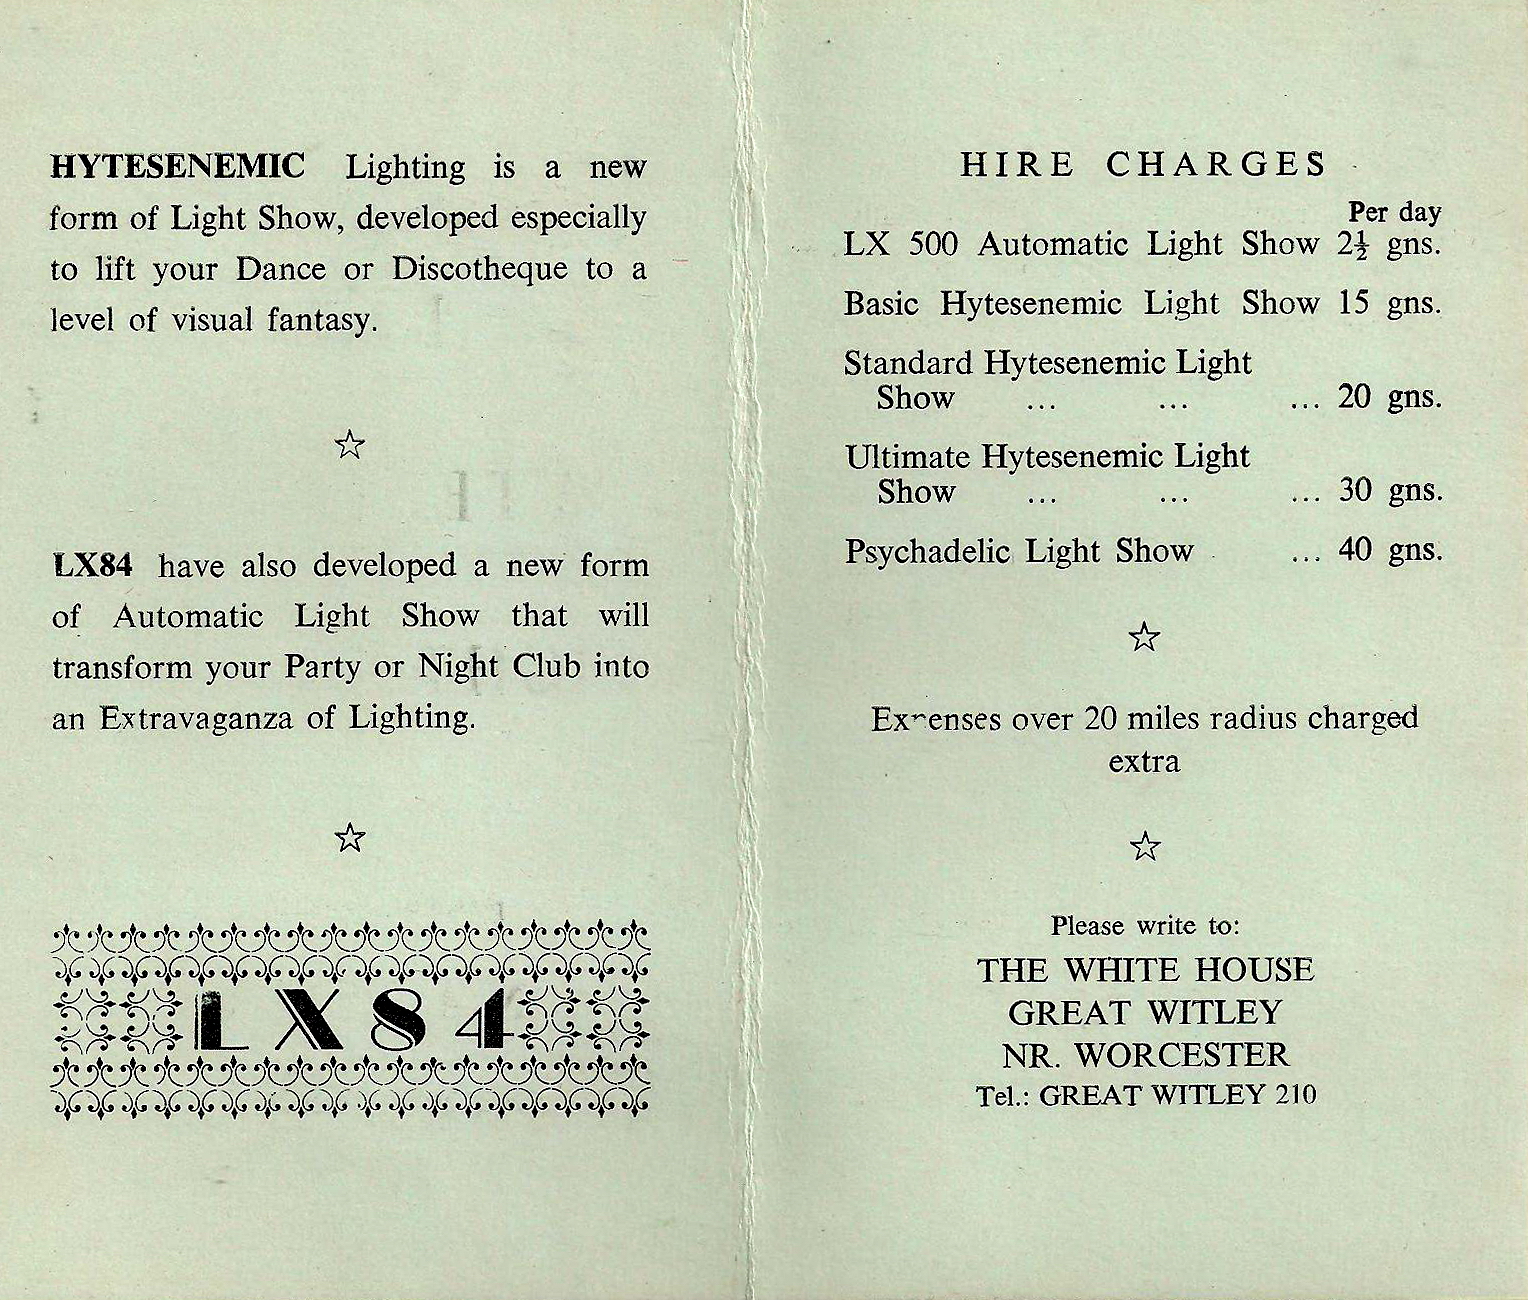 HYTESENEMIC Lighting is a new
form of Light Show, developed especially
to lift your Dance or Discotheque to a
level of visual fantasy.
LX84 have also developed a new form
of Automatic Light Show that will
transform your Party or Night Club into
an Extravaganza of Lighting.
LX84
HIRE CHARGES
Per day
LX 500 Automatic Light Show 2½ gns.
Basic Hytesenemic Light Show 15 gns.
Standard Hytesenemic Light
Show ... ... ... 20 gns.
Ultimate Hytesenemic Light
Show ... ... ... 30 gns.
Psychadelic Light Show ... 40 gns.
Expenses over 20 miles radius charged
extra
Please write to:
THE WHITE HOUSE
GREAT WITLEY
NR. WORCESTER
Tel.: GREAT WITLEY 210